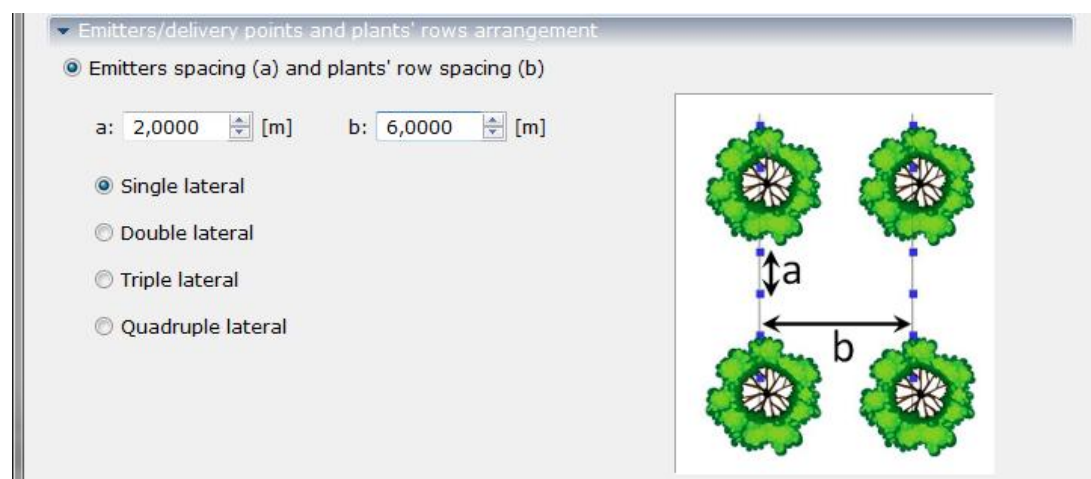 Emitters/delivery points and plants' rows arrangement
Emitters spacing (a) and plants' row spacing (b)
a: 2,0000 [m] b: 6,0000 [m]
Single lateral
Double lateral
Triple lateral
Quadruple lateral
a
b